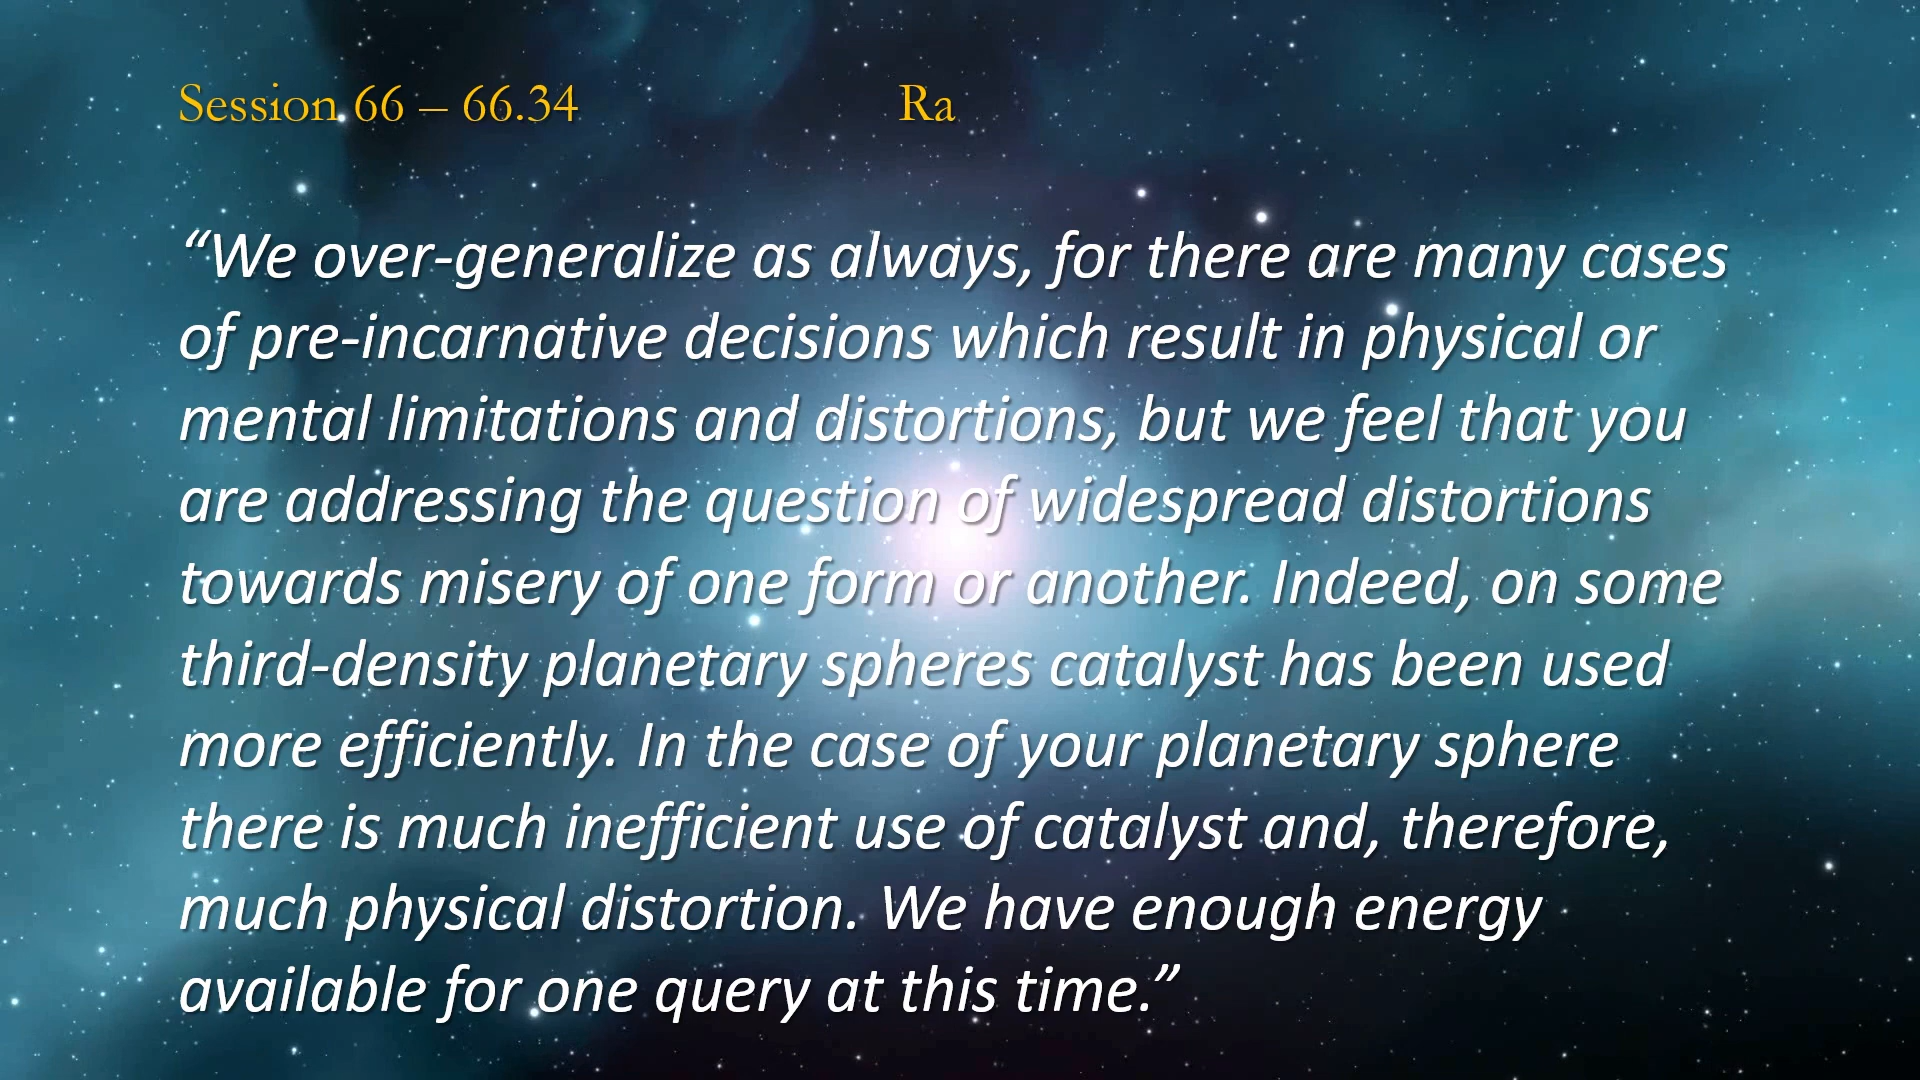 Session 66 – 66.34 Ra
“We over-generalize as always, for there are many cases
of pre-incarnative decisions which result in physical or
mental limitations and distortions, but we feel that you
are addressing the question of widespread distortions
towards misery of one form or another. Indeed, on some
third-density planetary spheres catalyst has been used
more efficiently. In the case of your planetary sphere
there is much inefficient use of catalyst and, therefore,
much physical distortion. We have enough energy
available for one query at this time.”